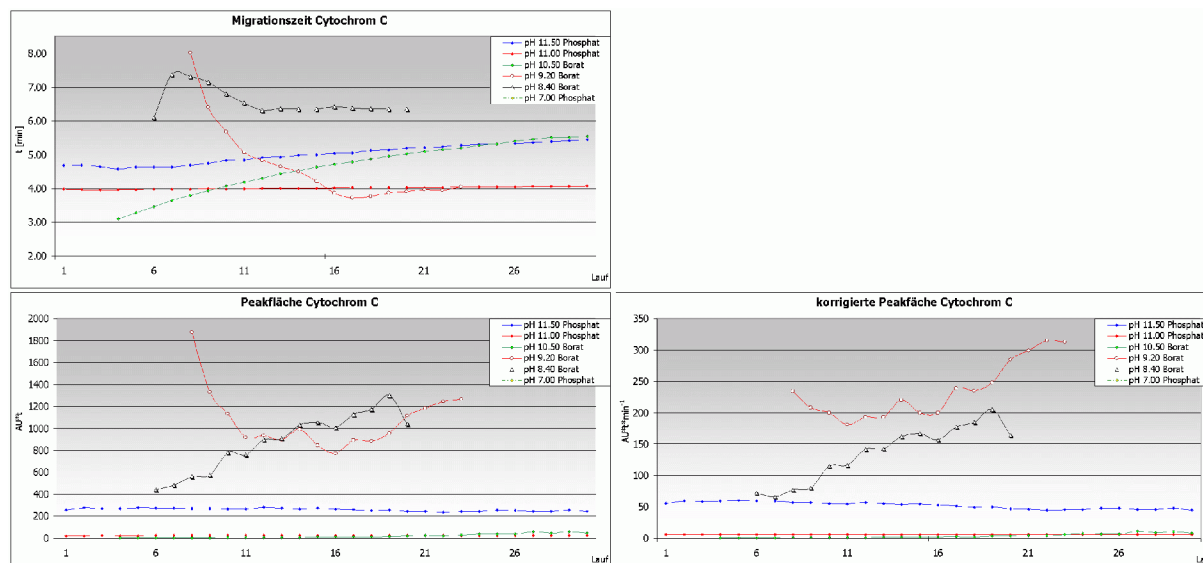 Migrationszeit Cytochrom C
t [min]
8.00
7.00
6.00
5.00
4.00
3.00
2.00
1 6 11 16 21 26
Lauf
pH 11.50 Phosphat
pH 11.00 Phosphat
pH 10.50 Borat
pH 9.20 Borat
pH 8.40 Borat
pH 7.00 Phosphat
Peakfläche Cytochrom C
AU*t
2000
1800
1600
1400
1200
1000
800
600
400
200
0
1 6 11 16 21 26
Lauf
pH 11.50 Phosphat
pH 11.00 Phosphat
pH 10.50 Borat
pH 9.20 Borat
pH 8.40 Borat
pH 7.00 Phosphat
korrigierte Peakfäche Cytochrom C
AU*t*min⁻¹
350
300
250
200
150
100
50
0
1 6 11 16 21 26
Lauf
pH 11.50 Phosphat
pH 11.00 Phosphat
pH 10.50 Borat
pH 9.20 Borat
pH 8.40 Borat
pH 7.00 Phosphat